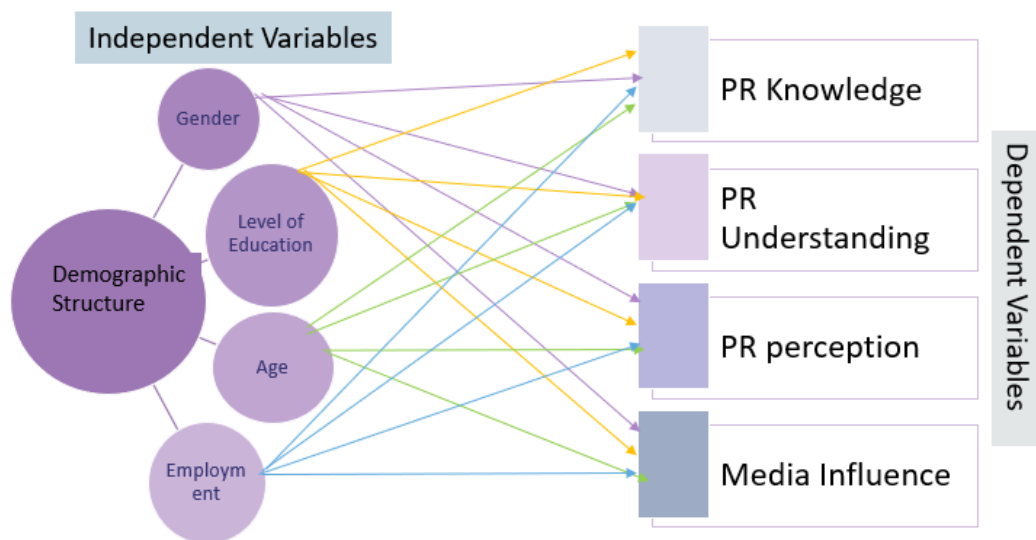 Independent Variables
Gender
Level of
Education
Demographic
Structure
Age
Employm
ent
PR Knowledge
PR
Understanding
PR perception
Media Influence
Dependent Variables